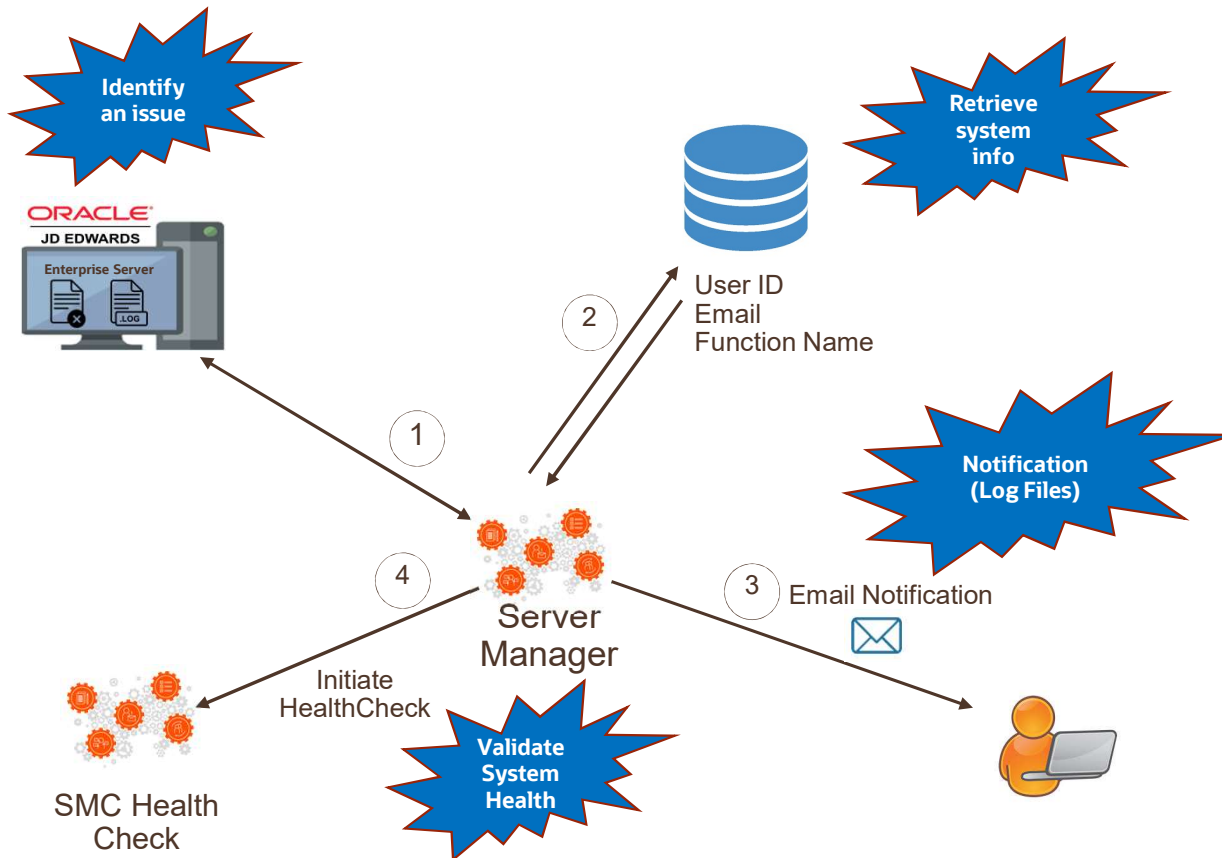 Identify
an issue
Retrieve
system
info
ORACLE®
JD EDWARDS
Enterprise Server
.LOG
User ID
Email
Function Name
2
1
Notification
(Log Files)
4
3
Email Notification
Server
Manager
Initiate
HealthCheck
Validate
System
Health
SMC Health
Check